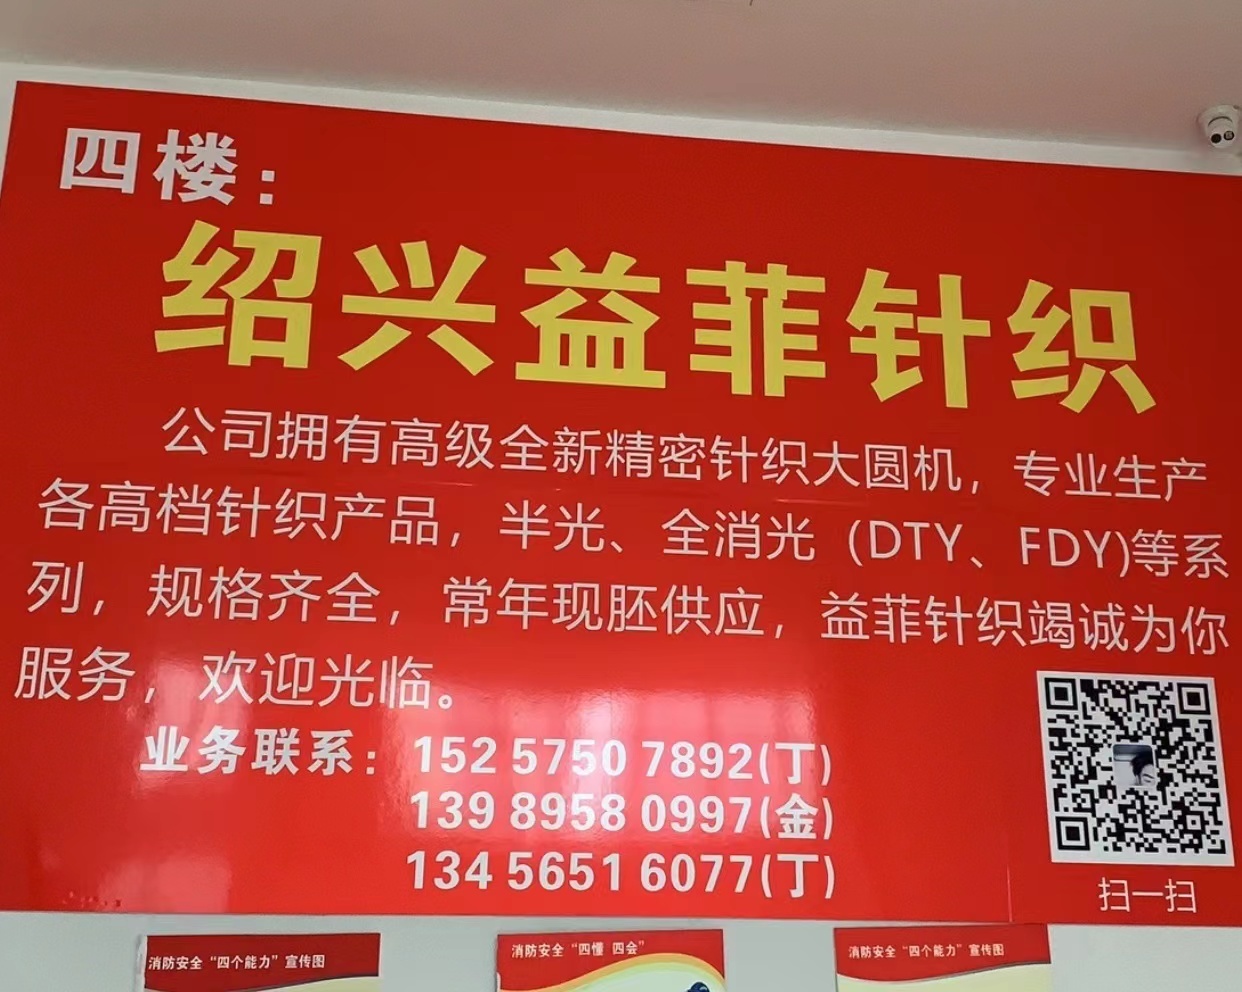 四楼：
绍兴益菲针织
公司拥有高级全新精密针织大圆机，专业生产
各高档针织产品，半光、全消光（DTY、FDY)等系
列，规格齐全，常年现胚供应，益菲针织竭诚为你
服务，欢迎光临。
业务联系：152 5750 7892(丁)
139 8958 0997(金)
134 5651 6077(丁)
扫一扫
消防安全“四个能力”宣传图
消防安全“四懂 四会”
消防安全“四个能力”宣传图